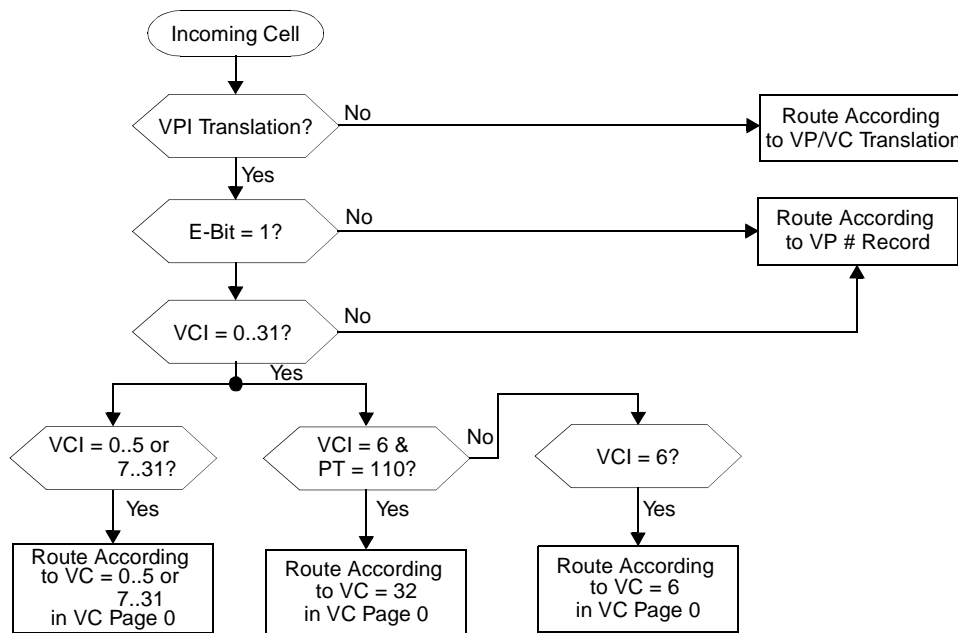 Incoming Cell
VPI Translation?
No
Route According
to VP/VC Translation
Yes
E-Bit = 1?
No
Route According
to VP # Record
VCI = 0..31?
No
Yes
VCI = 0..5 or
7..31?
VCI = 6 &
PT = 110?
No
VCI = 6?
Yes
Yes
Yes
Route According
to VC = 0..5 or
7..31
in VC Page 0
Route According
to VC = 32
in VC Page 0
Route According
to VC = 6
in VC Page 0